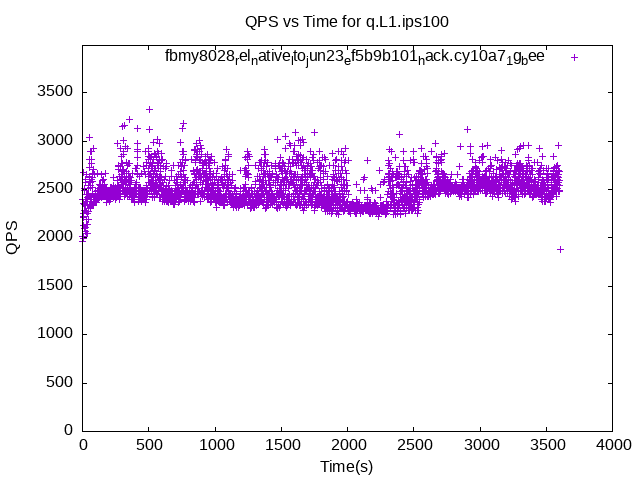 QPS vs Time for q.L1.ips100
fbmy8028rel_native_lto_jun23_ef5b9b101_hack.cy10a7_1g_bee
3500
3000
2500
2000
1500
1000
500
0
QPS
0 500 1000 1500 2000 2500 3000 3500 4000
Time(s)